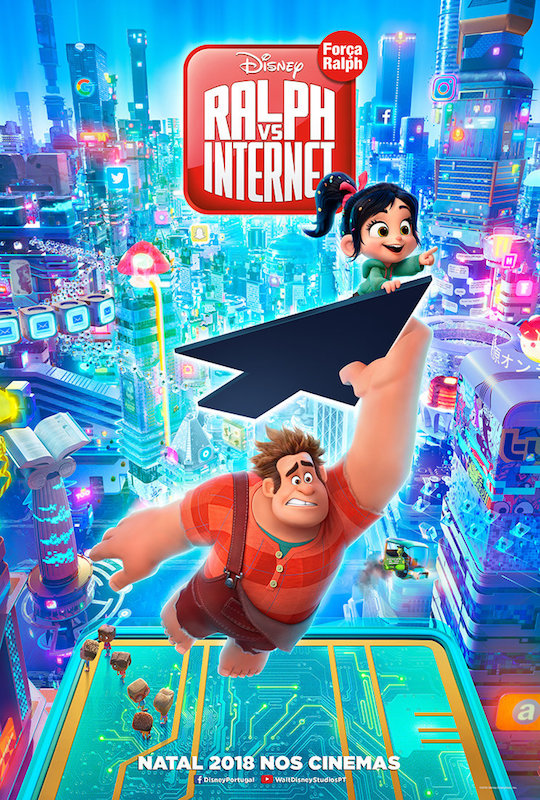 Disney
Força
Ralph
RALPH
VS
INTERNET
NATAL 2018 NOS CINEMAS
DisneyPortugal WaltDisneyStudiosPT